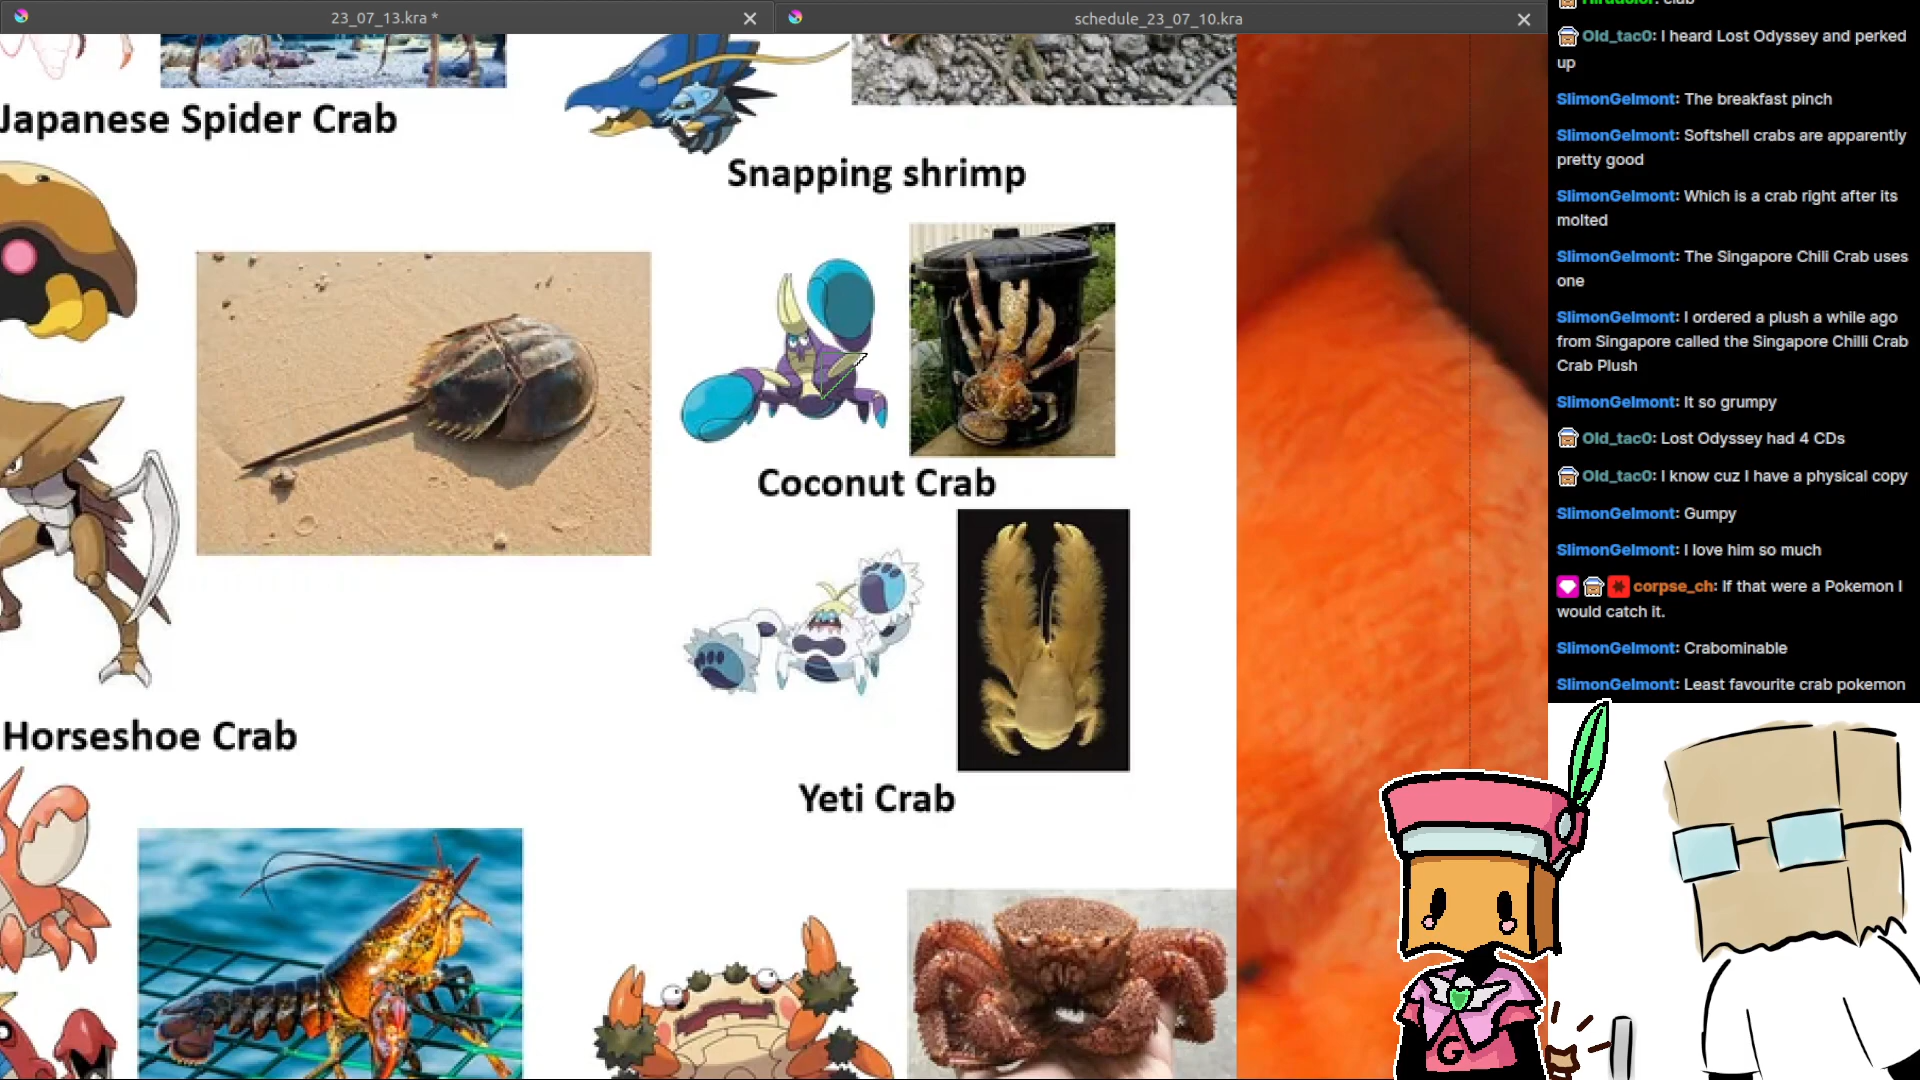 23_07_13.kra *
schedule_23_07_10.kra
Japanese Spider Crab
Snapping shrimp
Coconut Crab
Horseshoe Crab
Yeti Crab
G
Old_tac0: I heard Lost Odyssey and perked
up
SlimonGelmont: The breakfast pinch
SlimonGelmont: Softshell crabs are apparently
pretty good
SlimonGelmont: Which is a crab right after its
molted
SlimonGelmont: The Singapore Chili Crab uses
one
SlimonGelmont: I ordered a plush a while ago
from Singapore called the Singapore Chilli Crab
Crab Plush
SlimonGelmont: It so grumpy
Old_tac0: Lost Odyssey had 4 CDs
Old_tac0: I know cuz I have a physical copy
SlimonGelmont: Gumpy
SlimonGelmont: I love him so much
corpse_ch: If that were a Pokemon I
would catch it.
SlimonGelmont: Crabominable
SlimonGelmont: Least favourite crab pokemon